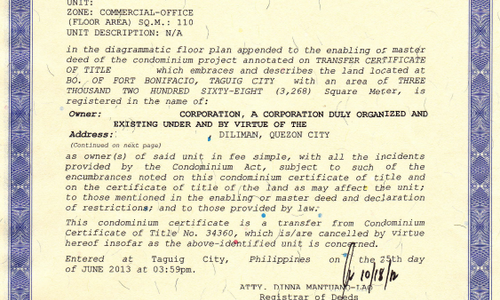 UNIT:
ZONE: COMMERCIAL-OFFICE
(FLOOR AREA) SQ.M.: 110
UNIT DESCRIPTION: N/A
in the diagrammatic floor plan appended to the enabling or master
deed of the condominium project annotated on TRANSFER CERTIFICATE
OF TITLE which embraces and describes the land located at
BO. OF FORT BONIFACIO, TAGUIG CITY with an area of THREE
THOUSAND TWO HUNDRED SIXTY-EIGHT (3,268) Square Meter, is
registered in the name of:
Owner: CORPORATION, A CORPORATION DULY ORGANIZED AND
EXISTING UNDER AND BY VIRTUE OF THE
Address: DILIMAN, QUEZON CITY
(Continued on next page)
as owner(s) of said unit in fee simple, with all the incidents
provided by the Condominium Act, subject to such of the
encumbrances noted on this condominium certificate of title and
on the certificate of title of the land as may affect the unit;
to those mentioned in the enabling or master deed and declaration
of restrictions; and to those provided by law.
This condominium certificate is a transfer from Condominium
Certificate of Title No. 34360, which is/are cancelled by virtue
hereof insofar as the above-identified unit is concerned.
Entered at Taguig City, Philippines on the 25th day
of JUNE 2013 at 03:59pm.
ATTY. DINNA MANTUANO-LAO
Registrar of Deeds